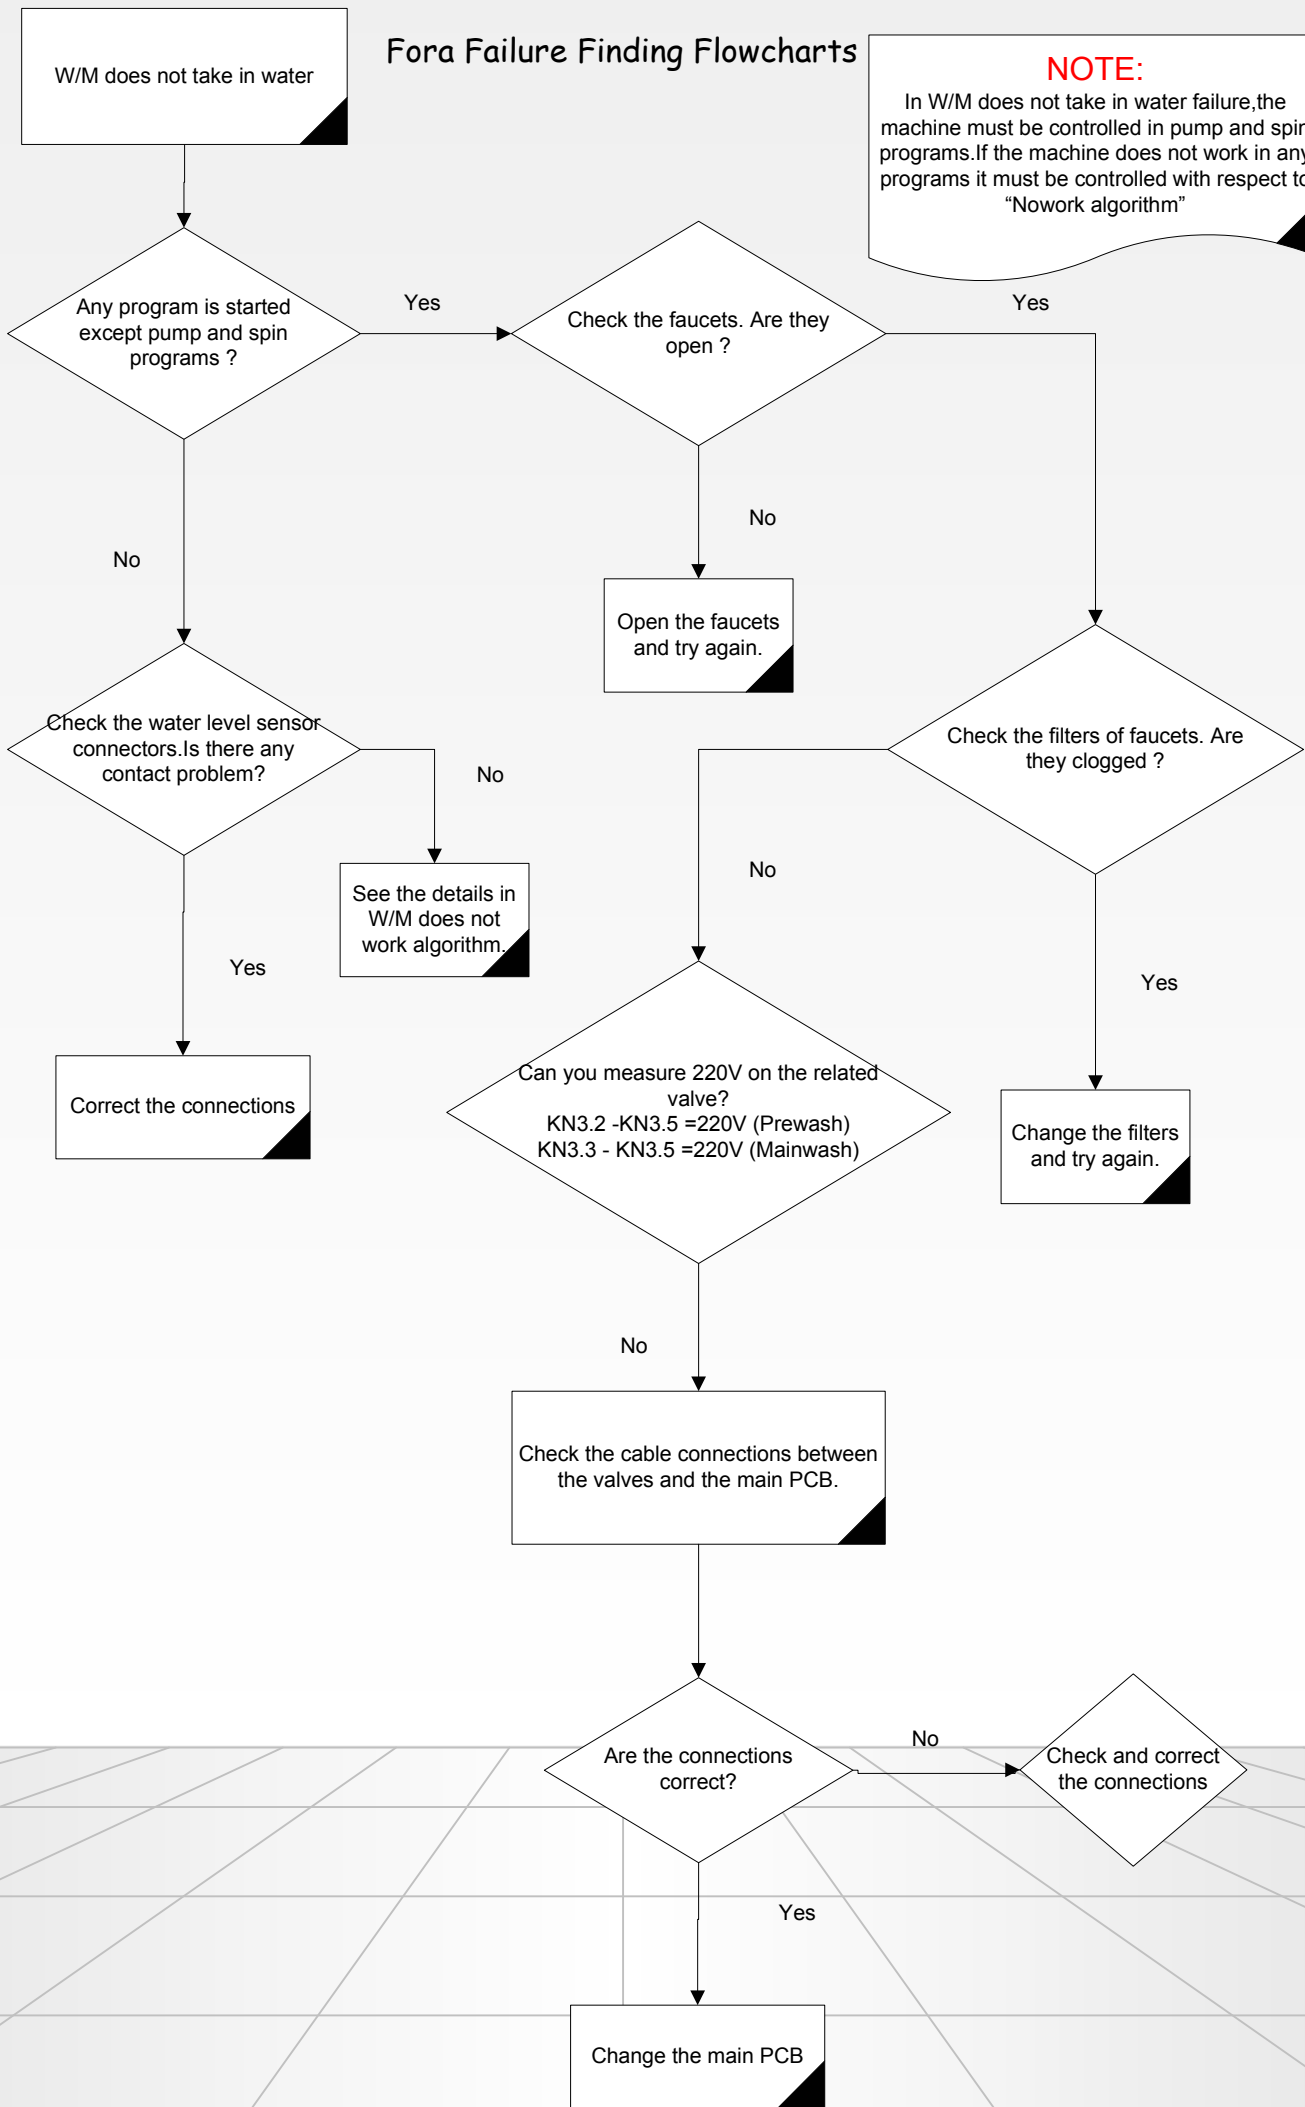 W/M does not take in water
Fora Failure Finding Flowcharts
NOTE:
In W/M does not take in water failure,the
machine must be controlled in pump and spin
programs.If the machine does not work in any
programs it must be controlled with respect to
“Nowork algorithm”
Any program is started
except pump and spin
programs ?
Yes
Check the faucets. Are they
open ?
Yes
No
No
Open the faucets
and try again.
Check the water level sensor
connectors.Is there any
contact problem?
No
Check the filters of faucets. Are
they clogged ?
No
See the details in
W/M does not
work algorithm.
Yes
Yes
Correct the connections
Can you measure 220V on the related
valve?
KN3.2 -KN3.5 =220V (Prewash)
KN3.3 - KN3.5 =220V (Mainwash)
Change the filters
and try again.
No
Check the cable connections between
the valves and the main PCB.
Are the connections
correct?
No
Check and correct
the connections
Yes
Change the main PCB